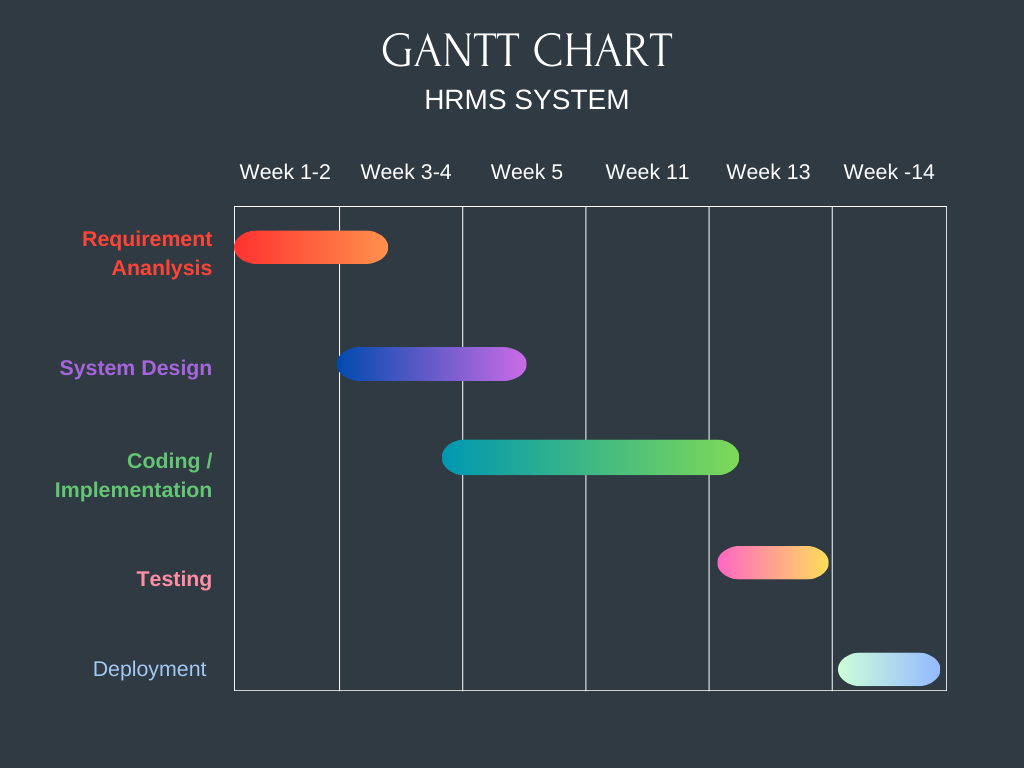 GANTT CHART
HRMS SYSTEM
Week 1-2 Week 3-4 Week 5 Week 11 Week 13 Week -14
Requirement
Ananlysis
System Design
Coding /
Implementation
Testing
Deployment